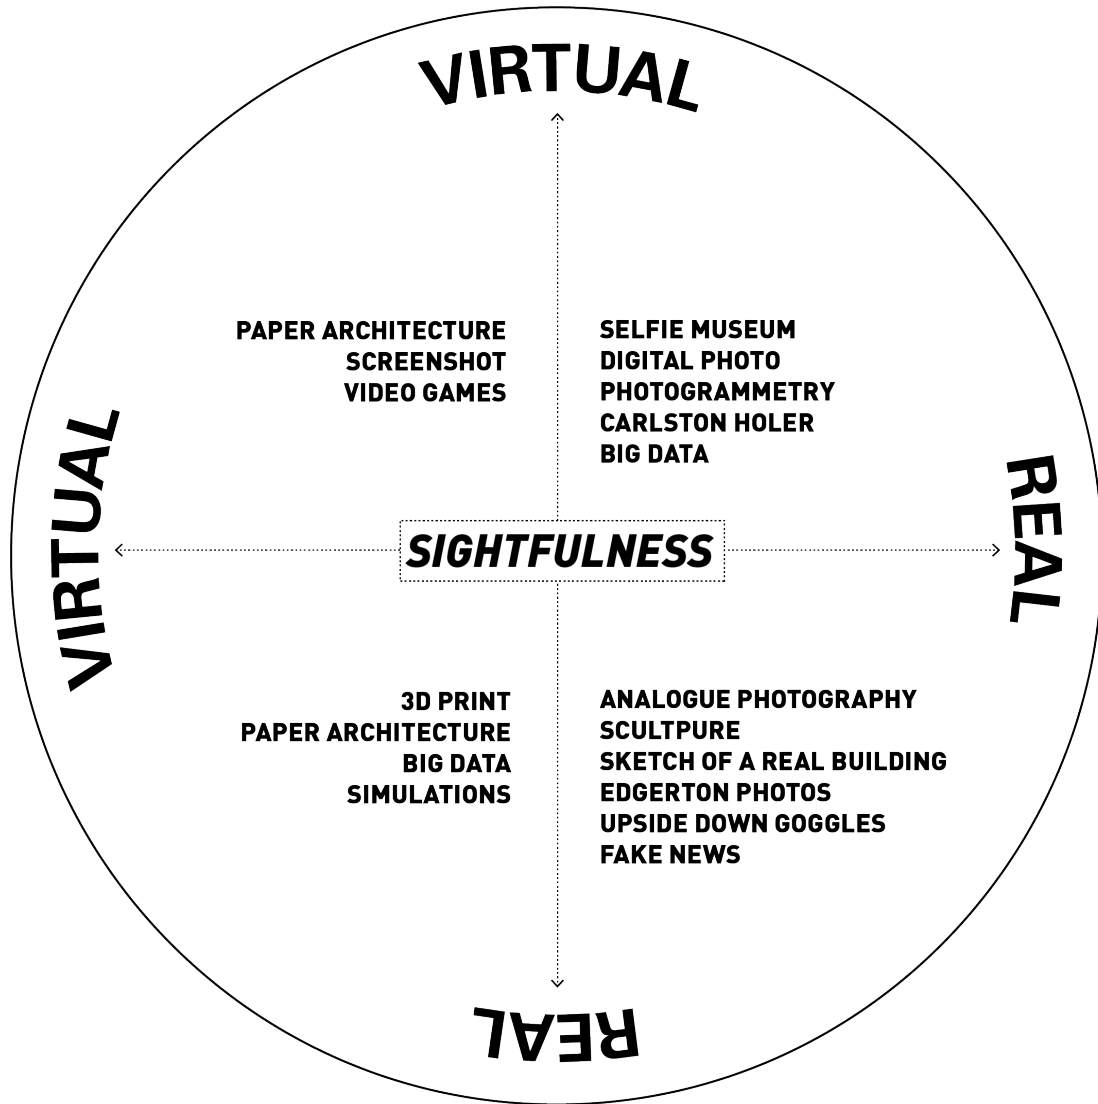 VIRTUAL
PAPER ARCHITECTURE
SCREENSHOT
VIDEO GAMES
SELFIE MUSEUM
DIGITAL PHOTO
PHOTOGRAMMETRY
CARLSTON HOLER
BIG DATA
VIRTUAL
SIGHTFULNESS
REAL
3D PRINT
PAPER ARCHITECTURE
BIG DATA
SIMULATIONS
ANALOGUE PHOTOGRAPHY
SCULTPURE
SKETCH OF A REAL BUILDING
EDGERTON PHOTOS
UPSIDE DOWN GOGGLES
FAKE NEWS
REAL